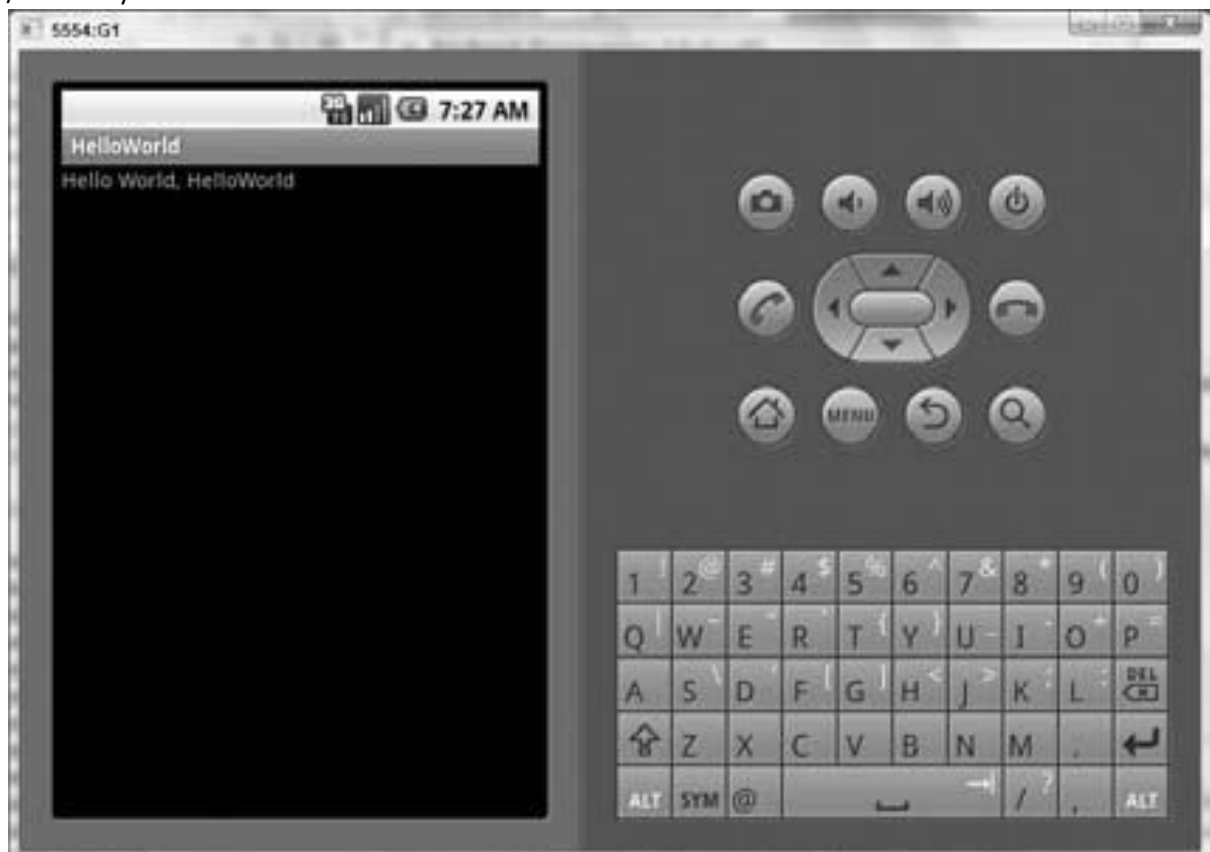 5554:G1
3G 7:27 AM
HelloWorld
Hello World, HelloWorld
MENU
1 ! 2 @ 3 # 4 $ 5 % 6 ^ 7 & 8 * 9 ( 0 )
Q | W E R T { Y } U _ I - O + P =
A S \ D ' F [ G ] H < J > K ; L : DEL
Z X C V B N M .
ALT SYM @ / ? , ALT